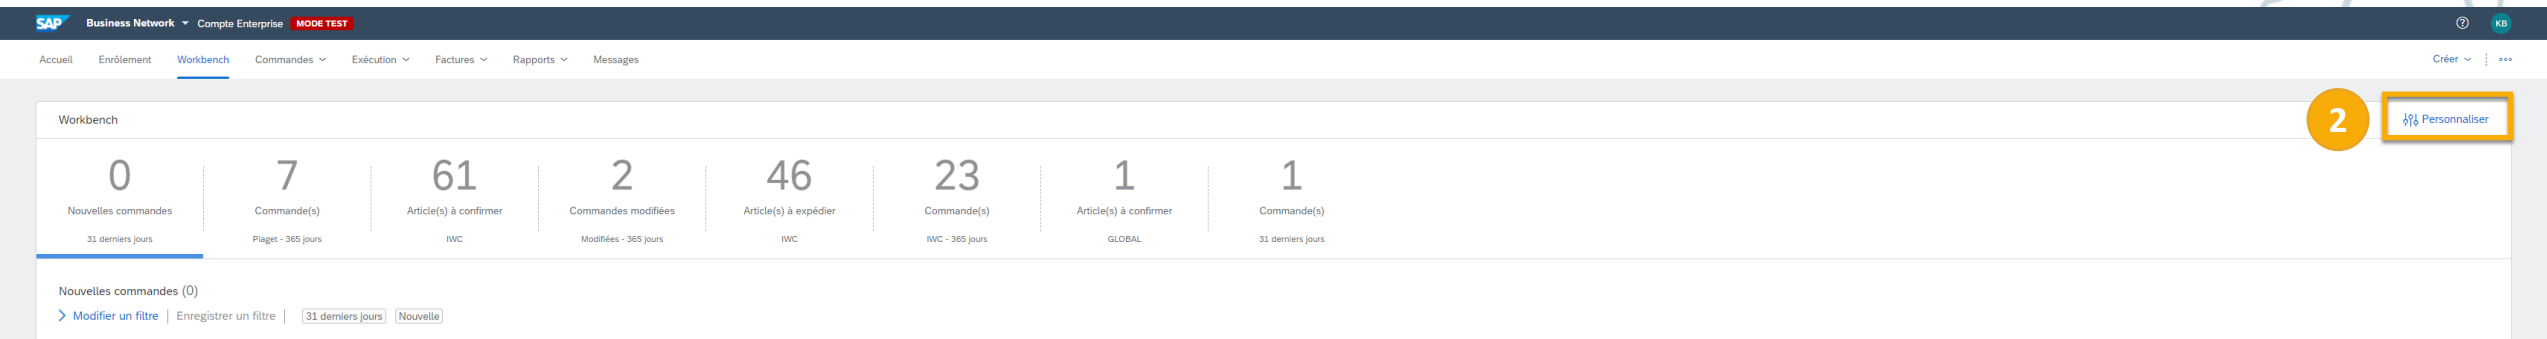 SAP Business Network Compte Enterprise MODE TEST KB
Accueil Enrôlement Workbench Commandes Exécution Factures Rapports Messages Créer
Workbench 2 Personnaliser
0 7 61 2 46 23 1 1
Nouvelles commandes Commande(s) Article(s) à confirmer Commandes modifiées Article(s) à expédier Commande(s) Article(s) à confirmer Commande(s)
31 derniers jours Piaget - 365 jours IWC Modifiées - 365 jours IWC IWC - 365 jours GLOBAL 31 derniers jours
Nouvelles commandes (0)
Modifier un filtre | Enregistrer un filtre | 31 derniers jours Nouvelle